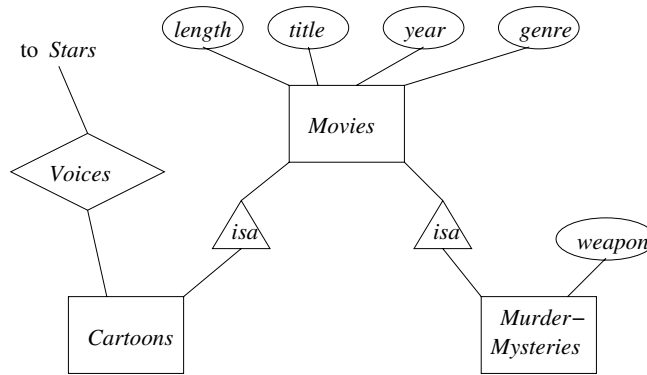 length title year genre
to Stars
Movies
Voices
isa isa
weapon
Cartoons
Murder−
Mysteries